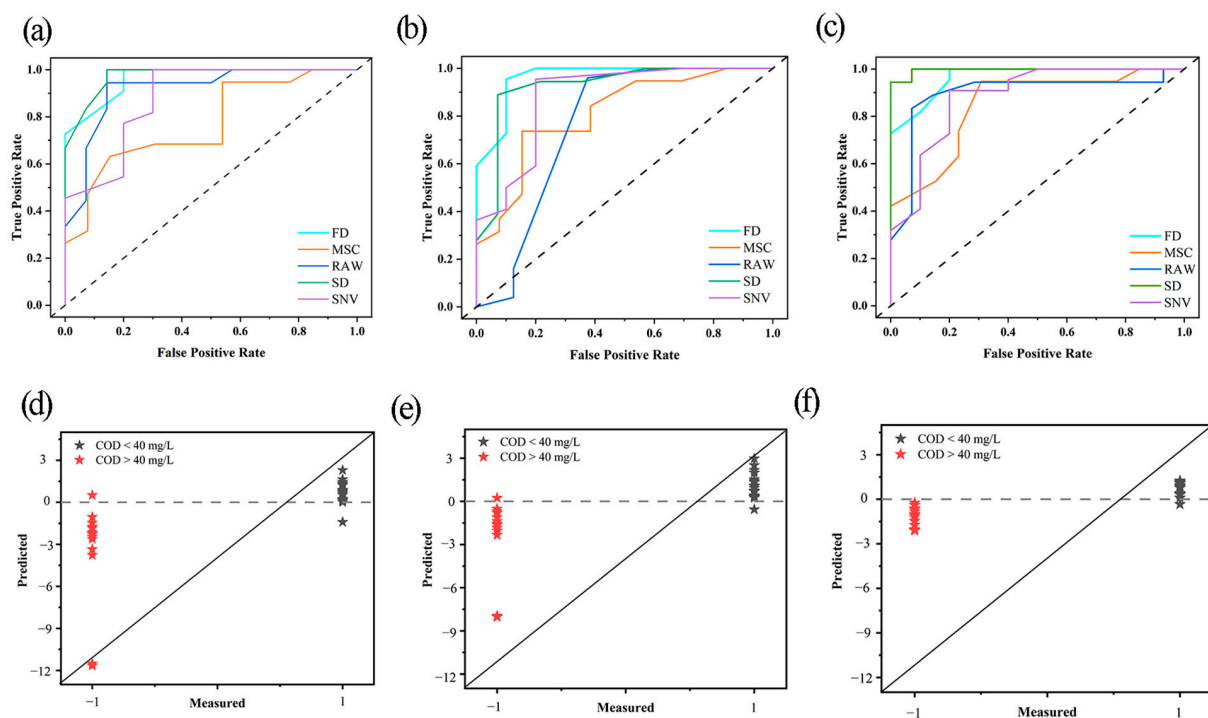 (a)
True Positive Rate
1.0
0.8
0.6
0.4
0.2
0.0
FD
MSC
RAW
SD
SNV
0.0 0.2 0.4 0.6 0.8 1.0
False Positive Rate
(b)
True Positive Rate
1.0
0.8
0.6
0.4
0.2
0.0
FD
MSC
RAW
SD
SNV
0.0 0.2 0.4 0.6 0.8 1.0
False Positive Rate
(c)
True Positive Rate
1.0
0.8
0.6
0.4
0.2
0.0
FD
MSC
RAW
SD
SNV
0.0 0.2 0.4 0.6 0.8 1.0
False Positive Rate
(d)
COD < 40 mg/L
COD > 40 mg/L
Predicted
3
0
−3
−6
−9
−12
−1 Measured 1
(e)
COD < 40 mg/L
COD > 40 mg/L
Predicted
3
0
−3
−6
−9
−12
−1 Measured 1
(f)
COD < 40 mg/L
COD > 40 mg/L
Predicted
3
0
−3
−6
−9
−12
−1 Measured 1